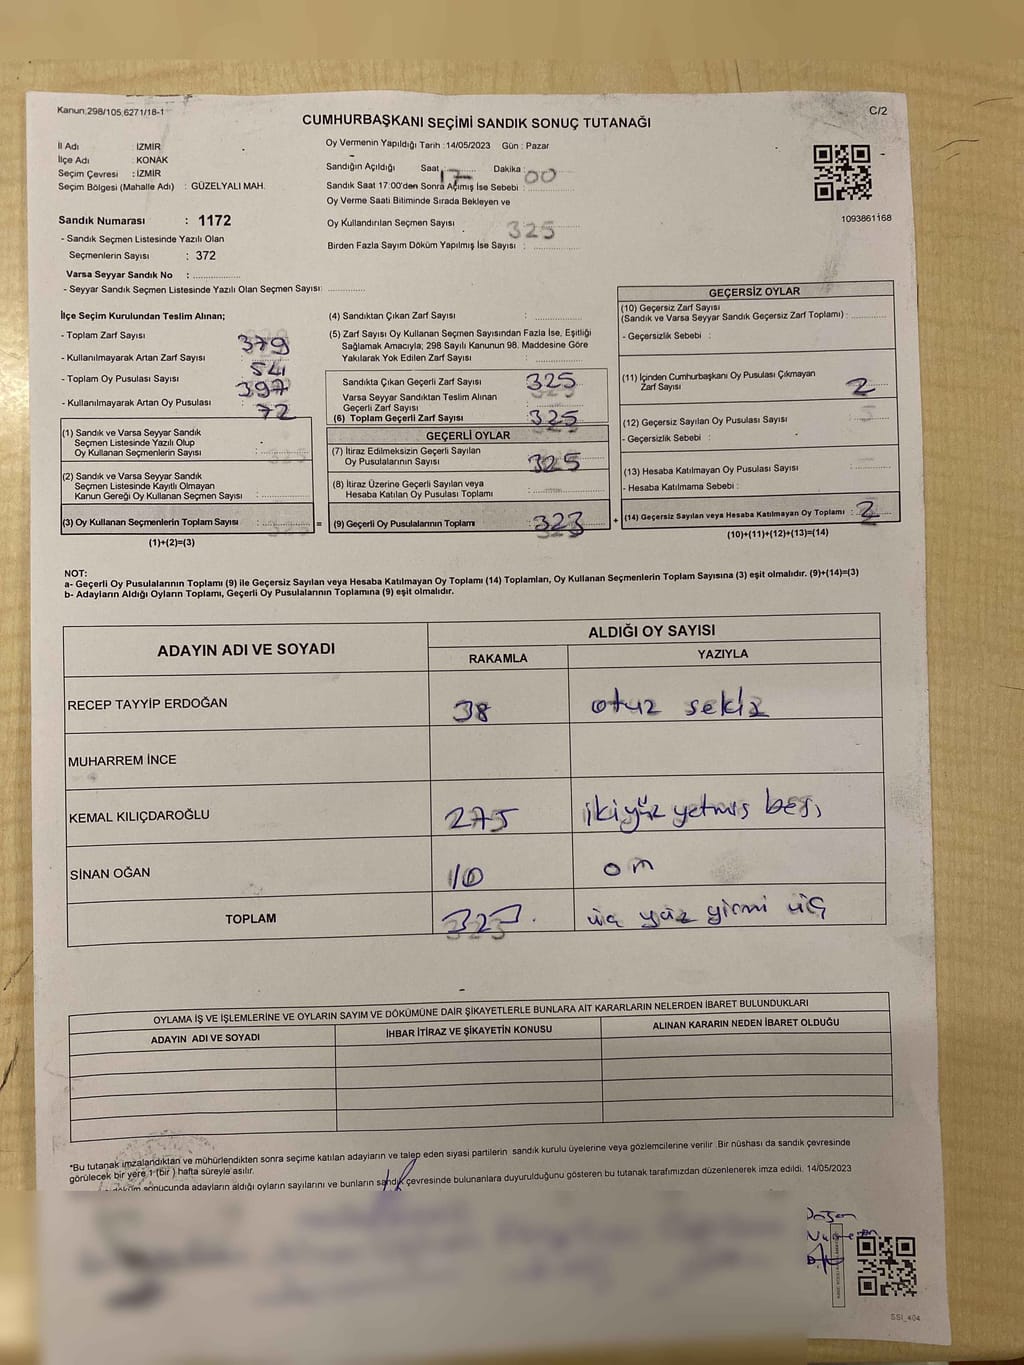 Kanun:298/105;6271/18-1
C/2
CUMHURBAŞKANI SEÇİMİ SANDIK SONUÇ TUTANAĞI
İl Adı : İZMİR
İlçe Adı : KONAK
Seçim Çevresi : İZMİR
Seçim Bölgesi (Mahalle Adı) : GÜZELYALI MAH.
Sandık Numarası : 1172
- Sandık Seçmen Listesinde Yazılı Olan
Seçmenlerin Sayısı : 372
Varsa Seyyar Sandık No :
- Seyyar Sandık Seçmen Listesinde Yazılı Olan Seçmen Sayısı:
Oy Vermenin Yapıldığı Tarih :14/05/2023 Gün : Pazar
Sandığın Açıldığı Saat : 17 Dakika : 00
Sandık Saat 17:00'den Sonra Açılmış İse Sebebi :
Oy Verme Saati Bitiminde Sırada Bekleyen ve
Oy Kullandırılan Seçmen Sayısı : 325
Birden Fazla Sayım Döküm Yapılmış İse Sayısı :
1093861168
İlçe Seçim Kurulundan Teslim Alınan;
- Toplam Zarf Sayısı : 379
- Kullanılmayarak Artan Zarf Sayısı : 54
- Toplam Oy Pusulası Sayısı : 397
- Kullanılmayarak Artan Oy Pusulası : 72
(1) Sandık ve Varsa Seyyar Sandık
Seçmen Listesinde Yazılı Olup
Oy Kullanan Seçmenlerin Sayısı :
(2) Sandık ve Varsa Seyyar Sandık
Seçmen Listesinde Kayıtlı Olmayan
Kanun Gereği Oy Kullanan Seçmen Sayısı :
(3) Oy Kullanan Seçmenlerin Toplam Sayısı : =
(1)+(2)=(3)
(4) Sandıktan Çıkan Zarf Sayısı :
(5) Zarf Sayısı Oy Kullanan Seçmen Sayısından Fazla İse, Eşitliği
Sağlamak Amacıyla; 298 Sayılı Kanunun 98. Maddesine Göre
Yakılarak Yok Edilen Zarf Sayısı :
Sandıkta Çıkan Geçerli Zarf Sayısı 325
Varsa Seyyar Sandıktan Teslim Alınan
Geçerli Zarf Sayısı
(6) Toplam Geçerli Zarf Sayısı 325
GEÇERLİ OYLAR
(7) İtiraz Edilmeksizin Geçerli Sayılan
Oy Pusulalarının Sayısı : 325
(8) İtiraz Üzerine Geçerli Sayılan veya
Hesaba Katılan Oy Pusulası Toplamı :
(9) Geçerli Oy Pusulalarının Toplamı : 323 +
GEÇERSİZ OYLAR
(10) Geçersiz Zarf Sayısı
(Sandık ve Varsa Seyyar Sandık Geçersiz Zarf Toplamı) :
- Geçersizlik Sebebi :
(11) İçinden Cumhurbaşkanı Oy Pusulası Çıkmayan
Zarf Sayısı : 2
(12) Geçersiz Sayılan Oy Pusulası Sayısı :
- Geçersizlik Sebebi :
(13) Hesaba Katılmayan Oy Pusulası Sayısı :
- Hesaba Katılmama Sebebi :
(14) Geçersiz Sayılan veya Hesaba Katılmayan Oy Toplamı : 2
(10)+(11)+(12)+(13)=(14)
NOT:
a- Geçerli Oy Pusulalarının Toplamı (9) ile Geçersiz Sayılan veya Hesaba Katılmayan Oy Toplamı (14) Toplamları, Oy Kullanan Seçmenlerin Toplam Sayısına (3) eşit olmalıdır. (9)+(14)=(3)
b- Adayların Aldığı Oyların Toplamı, Geçerli Oy Pusulalarının Toplamına (9) eşit olmalıdır.
ADAYIN ADI VE SOYADI
ALDIĞI OY SAYISI
RAKAMLA YAZIYLA
RECEP TAYYİP ERDOĞAN 38 otuz sekiz
MUHARREM İNCE
KEMAL KILIÇDAROĞLU 275 ikiyüz yetmiş beş
SİNAN OĞAN 10 on
TOPLAM 323. üç yüz yirmi üç
OYLAMA İŞ VE İŞLEMLERİNE VE OYLARIN SAYIM VE DÖKÜMÜNE DAİR ŞİKAYETLERLE BUNLARA AİT KARARLARIN NELERDEN İBARET BULUNDUKLARI
ADAYIN ADI VE SOYADI İHBAR İTİRAZ VE ŞİKAYETİN KONUSU ALINAN KARARIN NEDEN İBARET OLDUĞU
*Bu tutanak imzalandıktan ve mühürlendikten sonra seçime katılan adayların ve talep eden siyasi partilerin sandık kurulu üyelerine veya gözlemcilerine verilir .Bir nüshası da sandık çevresinde
görülecek bir yere 1 (bir ) hafta süreyle asılır.
döküm sonucunda adayların aldığı oyların sayılarını ve bunların sandık çevresinde bulunanlara duyurulduğunu gösteren bu tutanak tarafımızdan düzenlenerek imza edildi. 14/05/2023
SSI_404